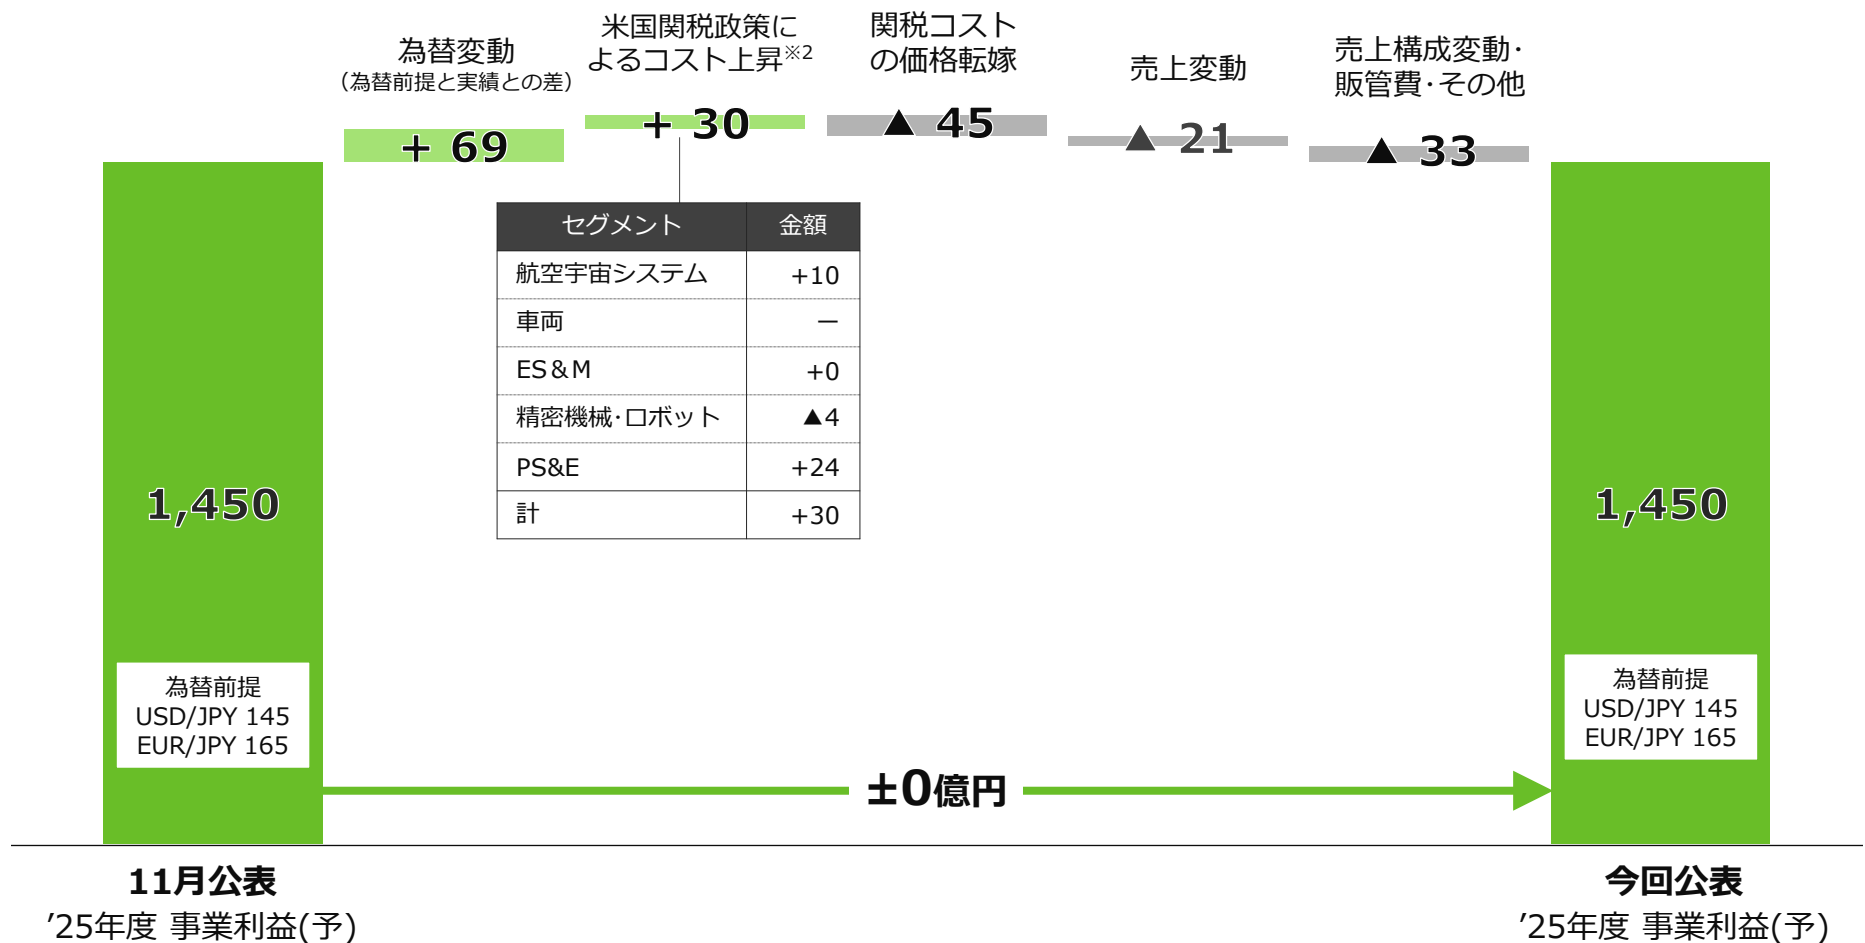 為替変動
（為替前提と実績との差）
+ 69
米国関税政策に
よるコスト上昇※2
+ 30
関税コスト
の価格転嫁
▲ 45
売上変動
▲ 21
売上構成変動・
販管費・その他
▲ 33
セグメント 金額
航空宇宙システム +10
車両 ー
ES＆M +0
精密機械・ロボット ▲4
PS&E +24
計 +30
1,450
為替前提
USD/JPY 145
EUR/JPY 165
±0億円
1,450
為替前提
USD/JPY 145
EUR/JPY 165
11月公表
’25年度 事業利益(予)
今回公表
’25年度 事業利益(予)